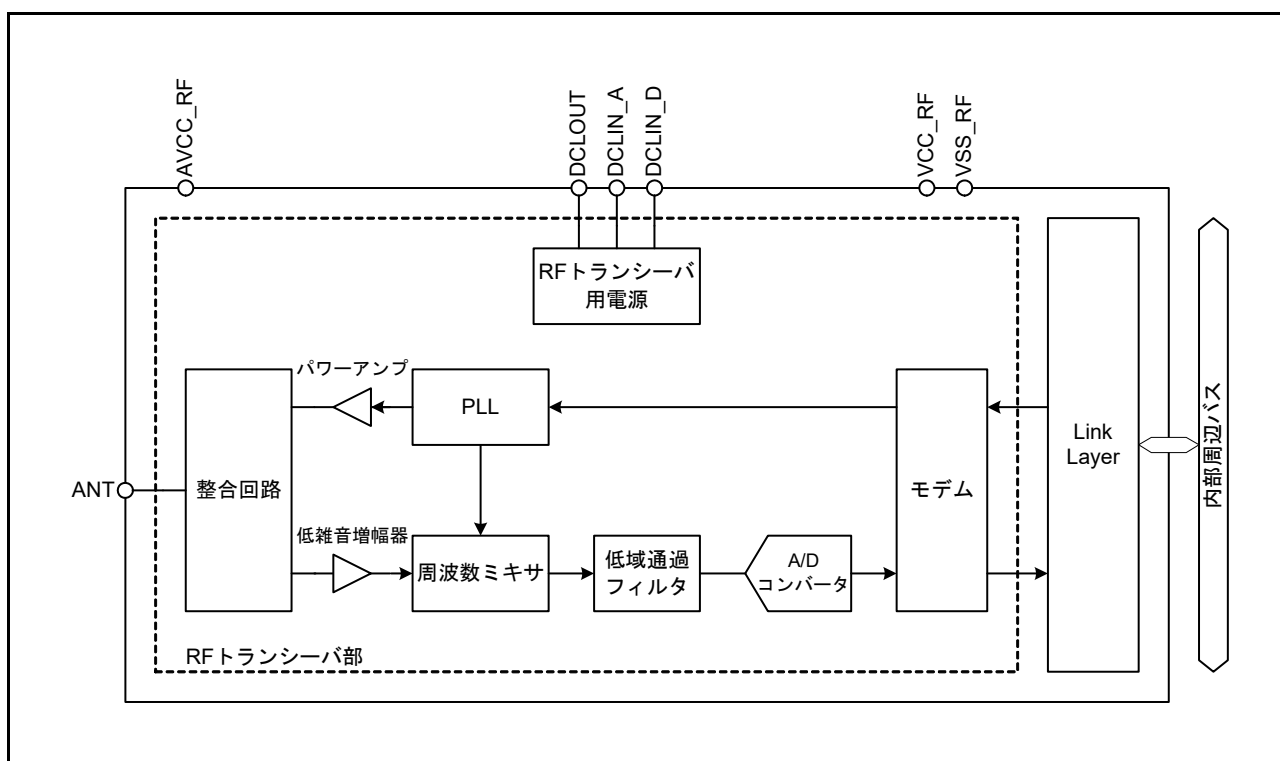 AVCC_RF
DCLOUT
DCLIN_A
DCLIN_D
VCC_RF
VSS_RF
RFトランシーバ
用電源
パワーアンプ
PLL
Link
Layer
内部周辺バス
ANT
整合回路
モデム
低雑音増幅器
周波数ミキサ
低域通過
フィルタ
A/D
コンバータ
RFトランシーバ部